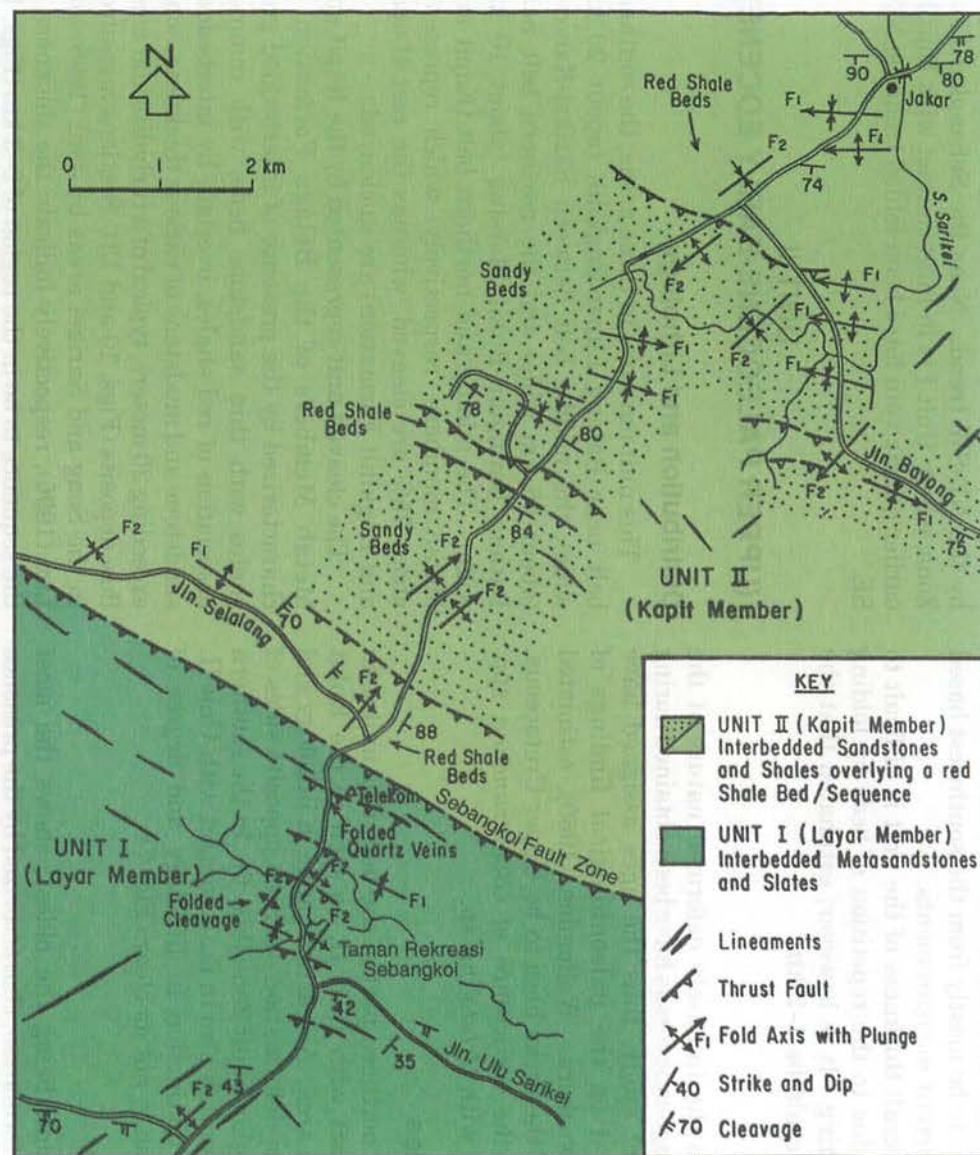 N
0 1 2 km
Red Shale
Beds
90
78
80
Jakar
F1
F1
F2
74
S. Sarikei
Sandy
Beds
F2
F1
F1
F2
F1
F1
78
80
Red Shale
Beds
F2
Jln. Bayong
F1
75
84
Sandy
Beds
F2
F2
UNIT II
(Kapit Member)
F2
F1
Jln. Selalang
70
F2
88
Red Shale
Beds
Sebangkoi Fault Zone
Telekom
Folded
Quartz Veins
UNIT I
(Layar Member)
F2
F2
F1
Folded
Cleavage
F2
Taman Rekreasi
Sebangkoi
42
35
Jln. Ulu Sarikei
43
F2
70
KEY
UNIT II (Kapit Member)
Interbedded Sandstones
and Shales overlying a red
Shale Bed/Sequence
UNIT I (Layar Member)
Interbedded Metasandstones
and Slates
Lineaments
Thrust Fault
F1 Fold Axis with Plunge
40 Strike and Dip
70 Cleavage